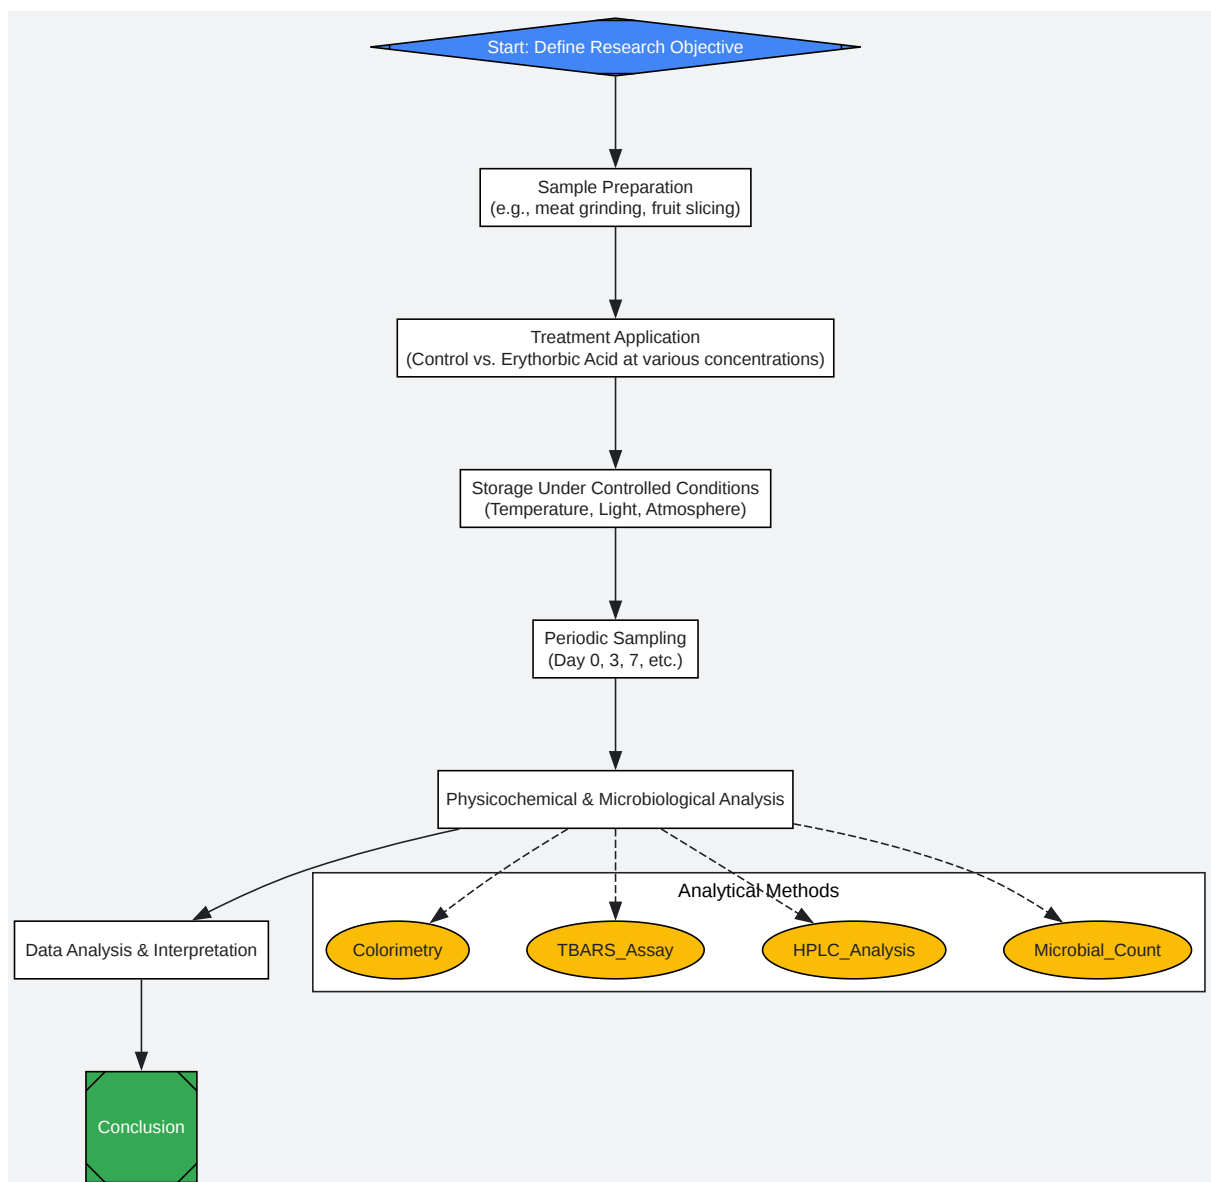 Start: Define Research Objective
Sample Preparation
(e.g., meat grinding, fruit slicing)
Treatment Application
(Control vs. Erythorbic Acid at various concentrations)
Storage Under Controlled Conditions
(Temperature, Light, Atmosphere)
Periodic Sampling
(Day 0, 3, 7, etc.)
Physicochemical & Microbiological Analysis
Analytical Methods
Data Analysis & Interpretation
Colorimetry
TBARS_Assay
HPLC_Analysis
Microbial_Count
Conclusion